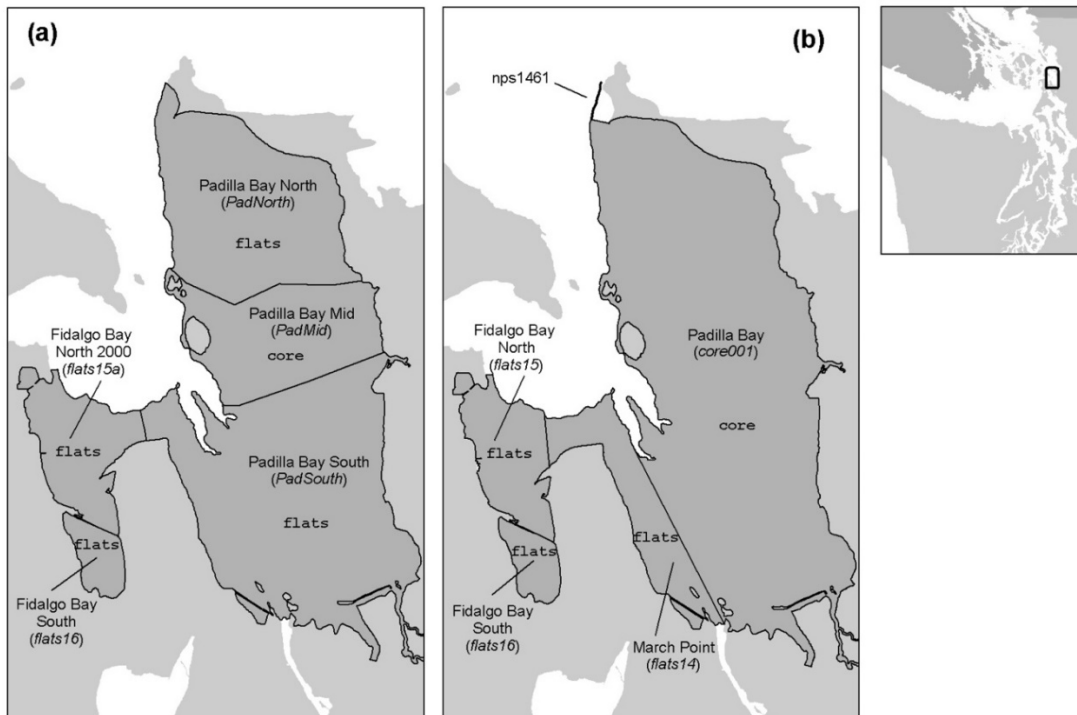 (a)
Padilla Bay North
(PadNorth)
flats
Padilla Bay Mid
(PadMid)
core
Fidalgo Bay
North 2000
(flats15a)
flats
Padilla Bay South
(PadSouth)
flats
flats
Fidalgo Bay
South
(flats16)
(b)
nps1461
Fidalgo Bay
North
(flats15)
Padilla Bay
(core001)
core
flats
flats
flats
Fidalgo Bay
South
(flats16)
March Point
(flats14)